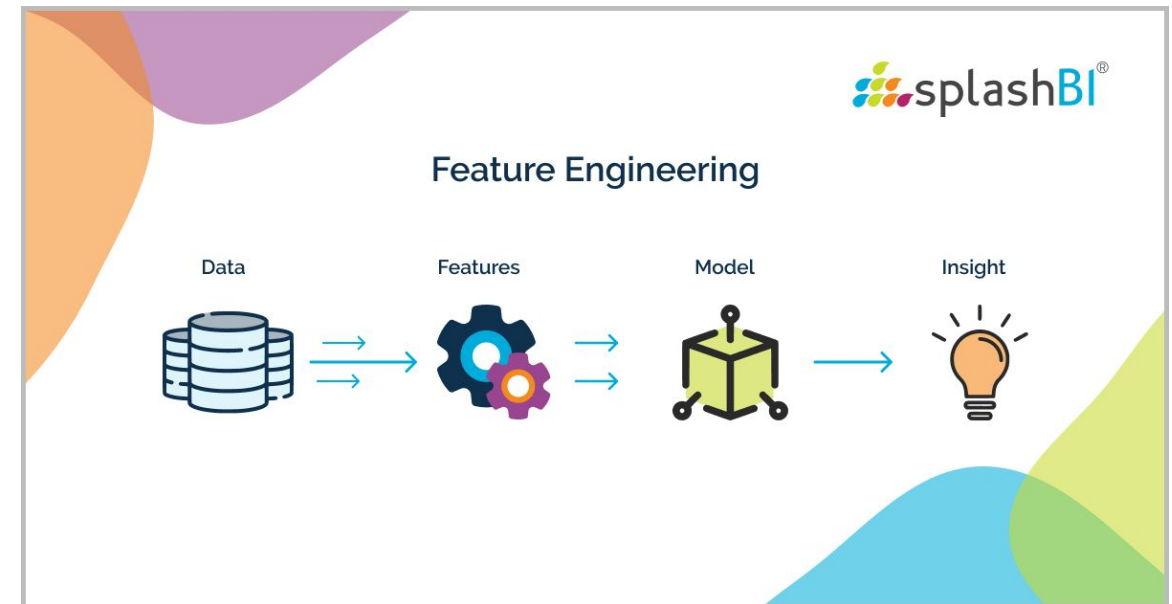 splashBI®
Feature Engineering
Data
Features
Model
Insight